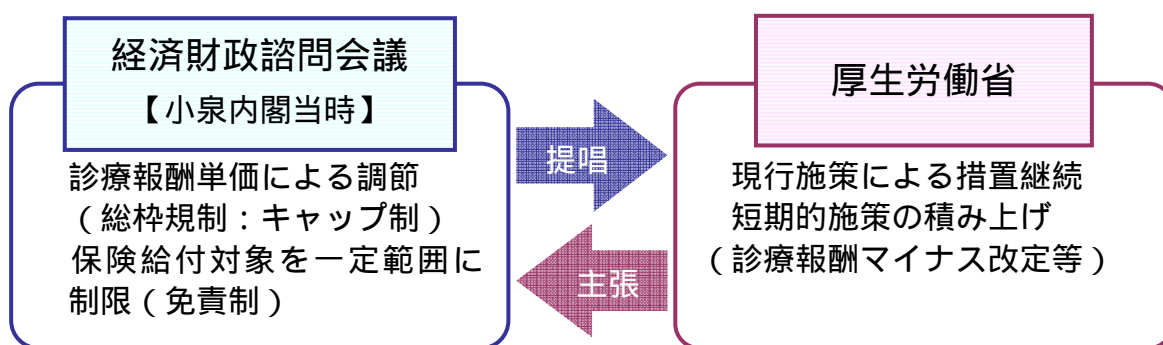 経済財政諮問会議
【小泉内閣当時】
診療報酬単価による調節
（総枠規制：キャップ制）
保険給付対象を一定範囲に
制限（免責制）
提唱
主張
厚生労働省
現行施策による措置継続
短期的施策の積み上げ
（診療報酬マイナス改定等）